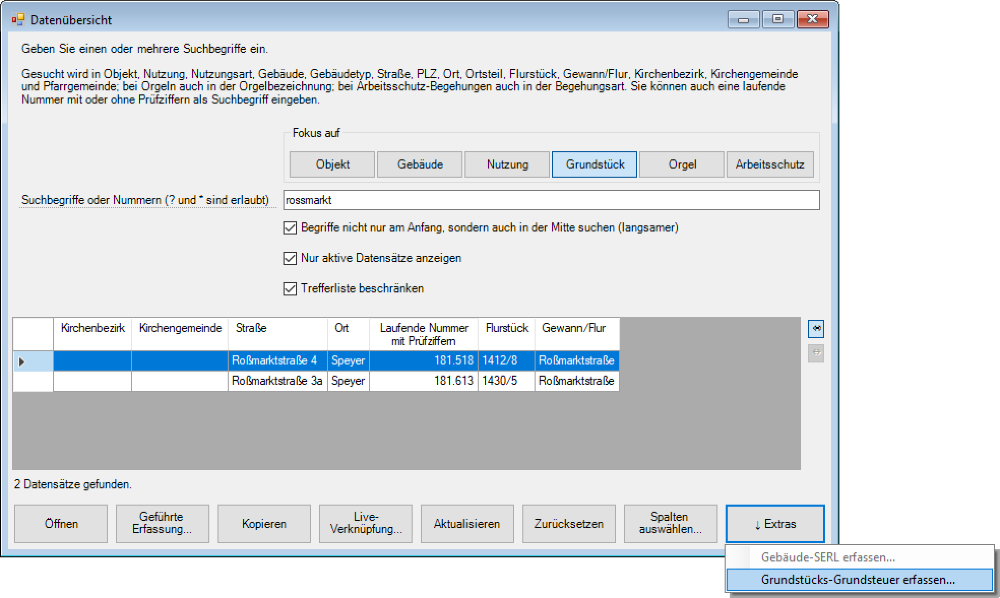 Datenübersicht
Geben Sie einen oder mehrere Suchbegriffe ein.
Gesucht wird in Objekt, Nutzung, Nutzungsart, Gebäude, Gebäudetyp, Straße, PLZ, Ort, Ortsteil, Flurstück, Gewann/Flur, Kirchenbezirk, Kirchengemeinde
und Pfarrgemeinde; bei Orgeln auch in der Orgelbezeichnung; bei Arbeitsschutz-Begehungen auch in der Begehungsart. Sie können auch eine laufende
Nummer mit oder ohne Prüfziffern als Suchbegriff eingeben.
Fokus auf
Objekt Gebäude Nutzung Grundstück Orgel Arbeitsschutz
Suchbegriffe oder Nummern (? und * sind erlaubt) rossmarkt
Begriffe nicht nur am Anfang, sondern auch in der Mitte suchen (langsamer)
Nur aktive Datensätze anzeigen
Trefferliste beschränken
Kirchenbezirk Kirchengemeinde Straße Ort Laufende Nummer Flurstück Gewann/Flur
mit Prüfziffern
Roßmarktstraße 4 Speyer 181.518 1412/8 Roßmarktstraße
Roßmarktstraße 3a Speyer 181.613 1430/5 Roßmarktstraße
2 Datensätze gefunden.
Öffnen
Geführte
Erfassung...
Kopieren
Live-
Verknüpfung...
Aktualisieren
Zurücksetzen
Spalten
auswählen...
↓ Extras
Gebäude-SERL erfassen...
Grundstücks-Grundsteuer erfassen...